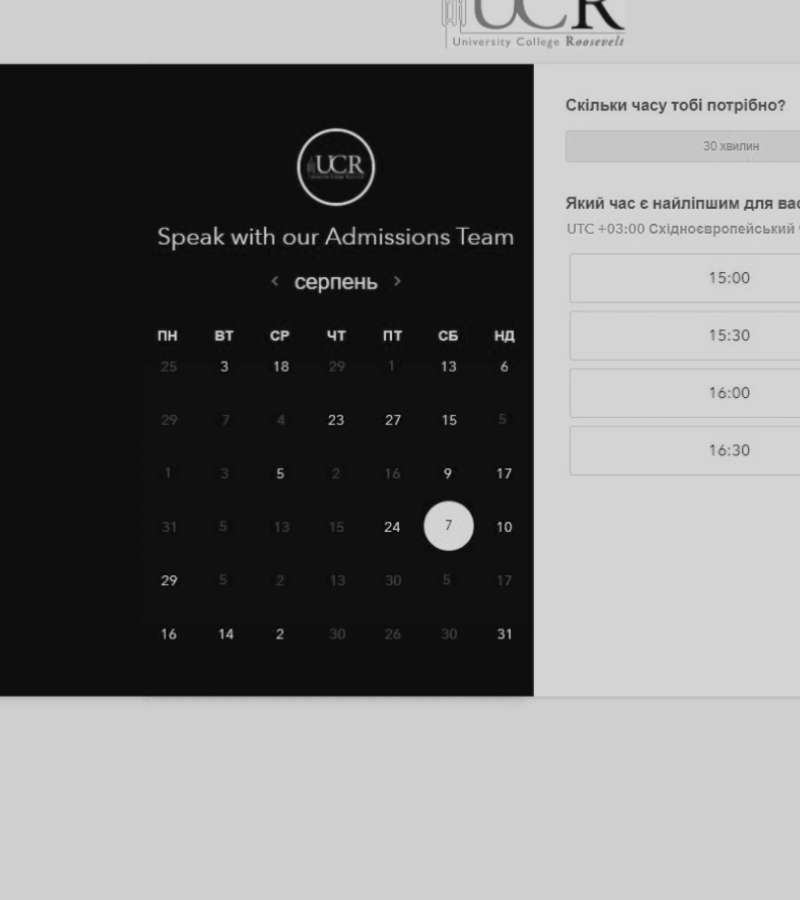 UCR
University College Roosevelt
UCR
Speak with our Admissions Team
< серпень >
ПН ВТ СР ЧТ ПТ СБ НД
25 3 18 29 1 13 6
29 7 4 23 27 15 5
1 3 5 2 16 9 17
31 5 13 15 24 7 10
29 5 2 13 30 5 17
16 14 2 30 26 30 31
Скільки часу тобі потрібно?
30 хвилин
Який час є найліпшим для вас
UTC +03:00 Східноєвропейський
15:00
15:30
16:00
16:30